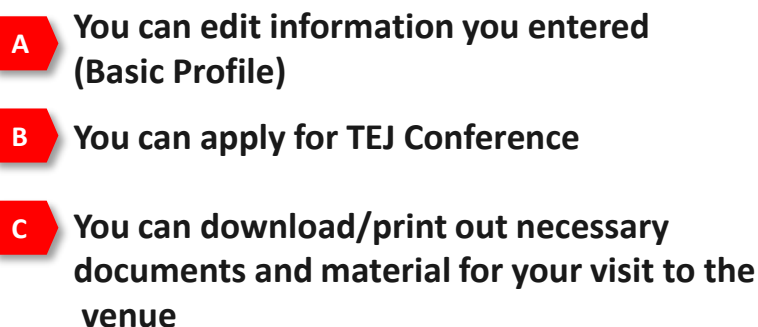 A You can edit information you entered
(Basic Profile)
B You can apply for TEJ Conference
C You can download/print out necessary
documents and material for your visit to the
venue